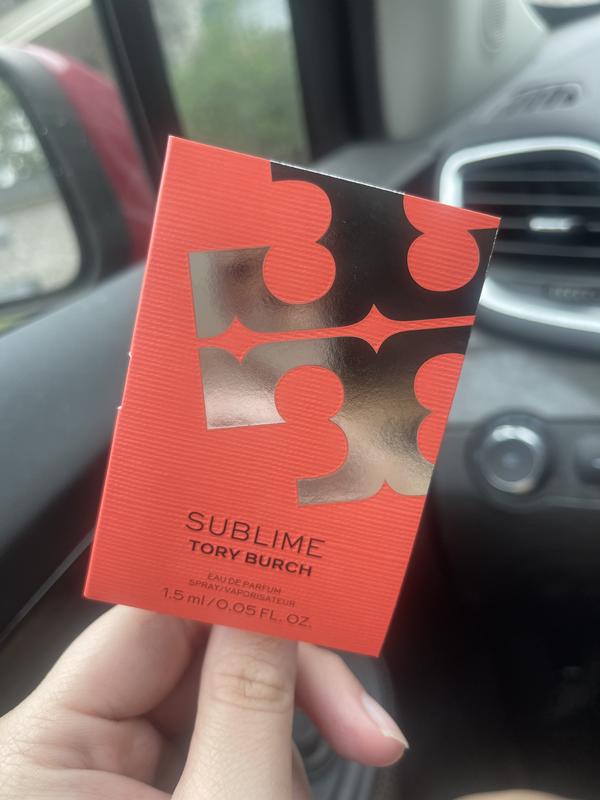 SUBLIME
TORY BURCH
EAU DE PARFUM
SPRAY/VAPORISATEUR
1.5 ml/0.05 FL. OZ.